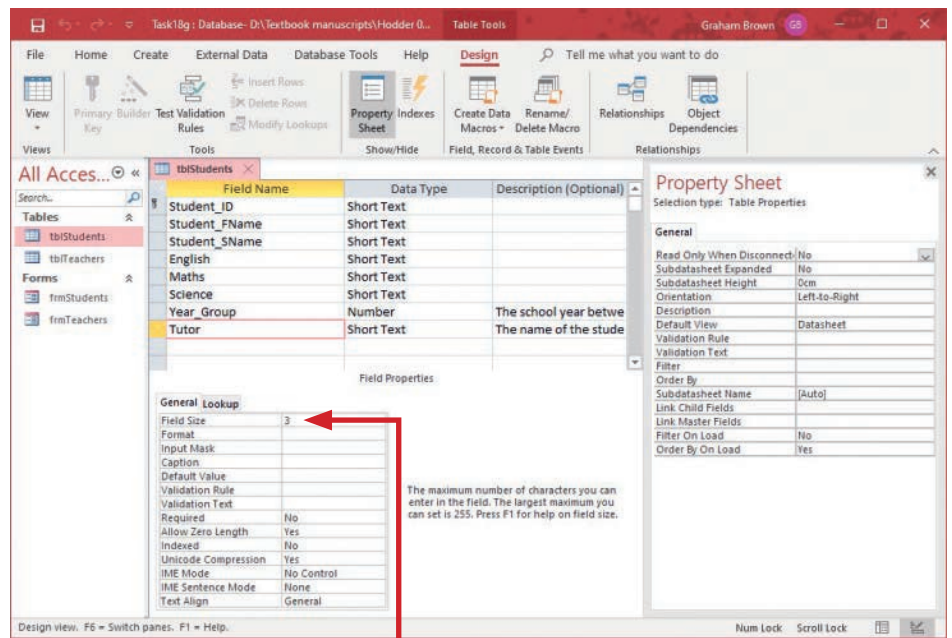 Task18g : Database- D:\Textbook manuscripts\Hodder 0... Table Tools Graham Brown GB
File Home Create External Data Database Tools Help Design Tell me what you want to do
View Primary Key Builder Test Validation Rules Insert Rows Delete Rows Modify Lookups Property Sheet Indexes Create Data Macros Rename/ Delete Macro Relationships Object Dependencies
Views Tools Show/Hide Field, Record & Table Events Relationships
All Acces...
Search...
Tables
tblStudents
tblTeachers
Forms
frmStudents
frmTeachers
tblStudents
Field Name Data Type Description (Optional)
Student_ID Short Text
Student_FName Short Text
Student_SName Short Text
English Short Text
Maths Short Text
Science Short Text
Year_Group Number The school year betwe
Tutor Short Text The name of the stude
Field Properties
General Lookup
Field Size 3
Format
Input Mask
Caption
Default Value
Validation Rule
Validation Text
Required No
Allow Zero Length Yes
Indexed No
Unicode Compression Yes
IME Mode No Control
IME Sentence Mode None
Text Align General
The maximum number of characters you can
enter in the field. The largest maximum you
can set is 255. Press F1 for help on field size.
Property Sheet
Selection type: Table Properties
General
Read Only When Disconnect No
Subdatasheet Expanded No
Subdatasheet Height 0cm
Orientation Left-to-Right
Description
Default View Datasheet
Validation Rule
Validation Text
Filter
Order By
Subdatasheet Name [Auto]
Link Child Fields
Link Master Fields
Filter On Load No
Order By On Load Yes
Design view. F6 = Switch panes. F1 = Help. Num Lock Scroll Lock